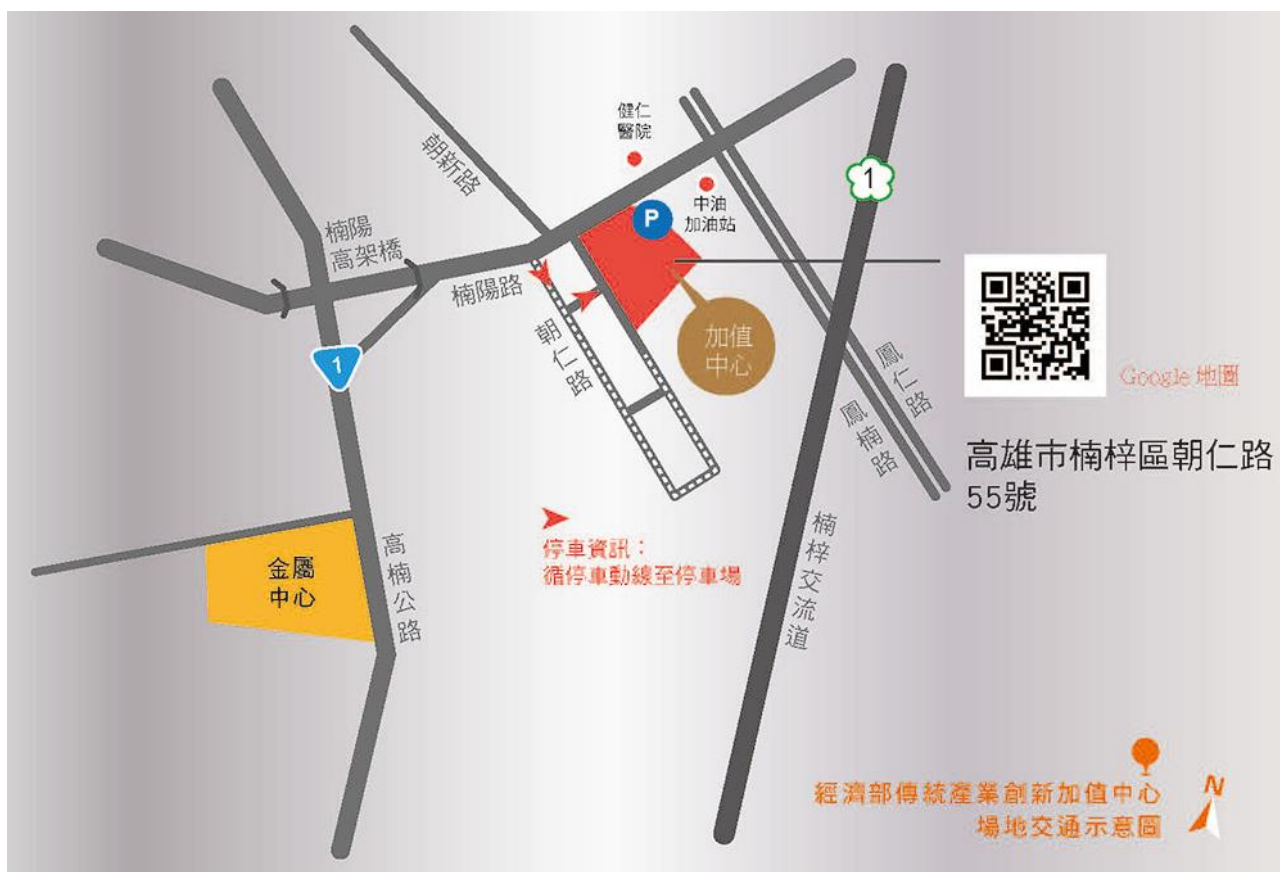 健仁
醫院
朝新路
1
P
中油
加油站
楠陽
高架橋
楠陽路
朝仁路
加值
中心
1
鳳仁路
鳳楠路
Google 地圖
高雄市楠梓區朝仁路
55號
停車資訊：
循停車動線至停車場
金屬
中心
高楠公路
楠梓交流道
經濟部傳統產業創新加值中心
場地交通示意圖
N